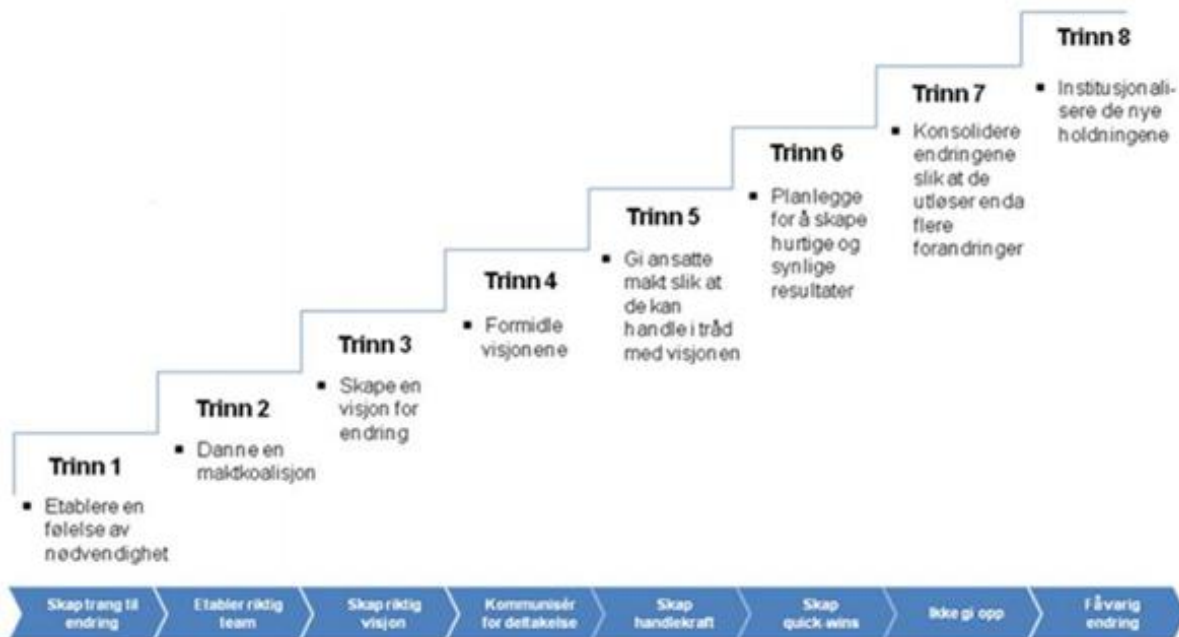 Trinn 1
Etablere en
følelse av
nødvendighet
Trinn 2
Danne en
maktkoalisjon
Trinn 3
Skape en
visjon for
endring
Trinn 4
Formidle
visjonene
Trinn 5
Gi ansatte
makt slik at
de kan
handle i tråd
med visjonen
Trinn 6
Planlegge
for å skape
hurtige og
synlige
resultater
Trinn 7
Konsolidere
endringene
slik at de
utløser enda
flere
forandringer
Trinn 8
Institusjonali-
sere de nye
holdningene
Skap trang til
endring
Etabler riktig
team
Skap riktig
visjon
Kommunisér
for deltakelse
Skap
handlekraft
Skap
quick-wins
Ikke gi opp
Få varig
endring